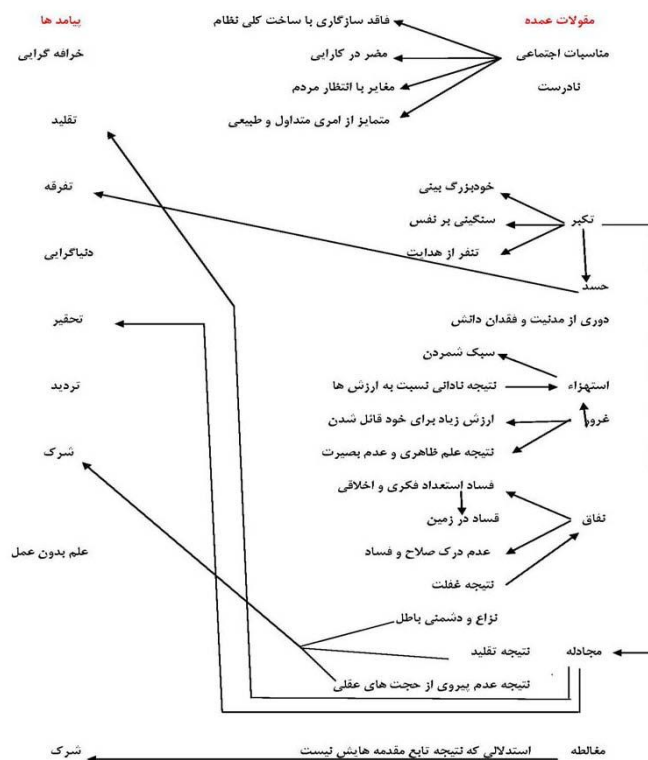 مقولات عمده
پیامد ها
فاقد سازگاری با ساخت کلی نظام
مناسبات اجتماعی
مضر در کارایی
خرافه گرایی
نادرست
مغایر با انتظار مردم
متمایز از امری متداول و طبیعی
تقلید
خودبزرگ بینی
تفرقه
تکبر
سنگینی بر نفس
تنفر از هدایت
دنیاگرایی
حسد
دوری از مدنیت و فقدان دانش
تحقیر
سبک شمردن
استهزاء
نتیجه نادانی نسبت به ارزش ها
تردید
غرور
ارزش زیاد برای خود قائل شدن
نتیجه علم ظاهری و عدم بصیرت
شرک
فساد استعداد فکری و اخلاقی
نفاق
فساد در زمین
عدم درک صلاح و فساد
علم بدون عمل
نتیجه غفلت
نزاع و دشمنی باطل
مجادله
نتیجه تقلید
نتیجه عدم پیروی از حجت های عقلی
مغالطه
استدلالی که نتیجه تابع مقدمه هایش نیست
شرک